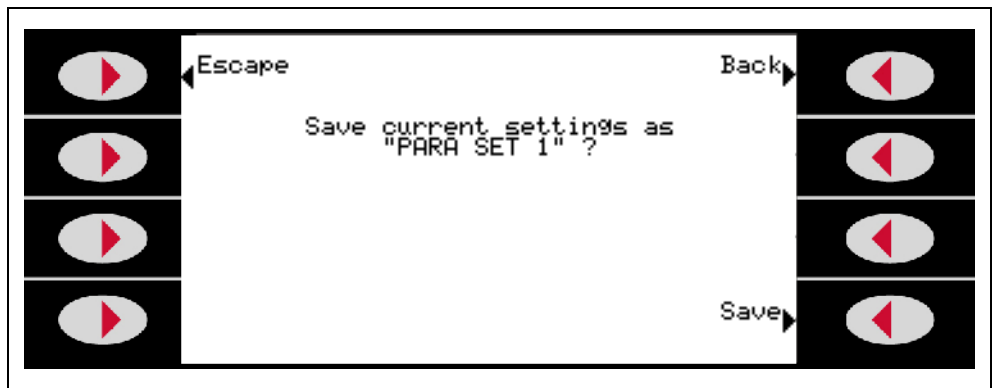 Escape
Back
Save current settings as
"PARA SET 1" ?
Save